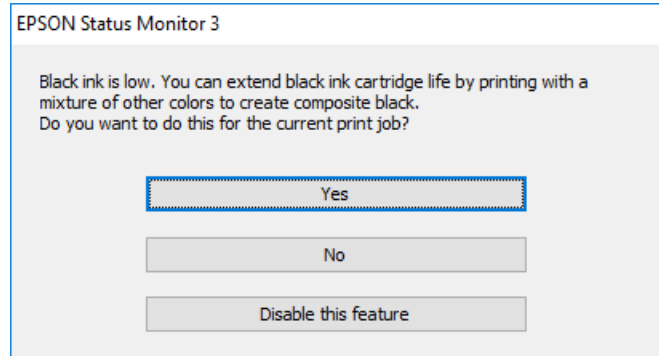 EPSON Status Monitor 3
Black ink is low. You can extend black ink cartridge life by printing with a
mixture of other colors to create composite black.
Do you want to do this for the current print job?
Yes
No
Disable this feature